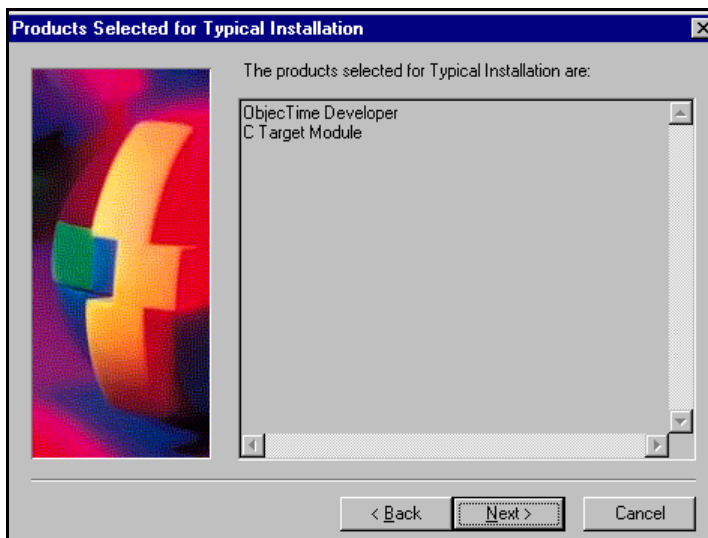 Products Selected for Typical Installation
The products selected for Typical Installation are:
ObjecTime Developer
C Target Module
< Back
Next >
Cancel